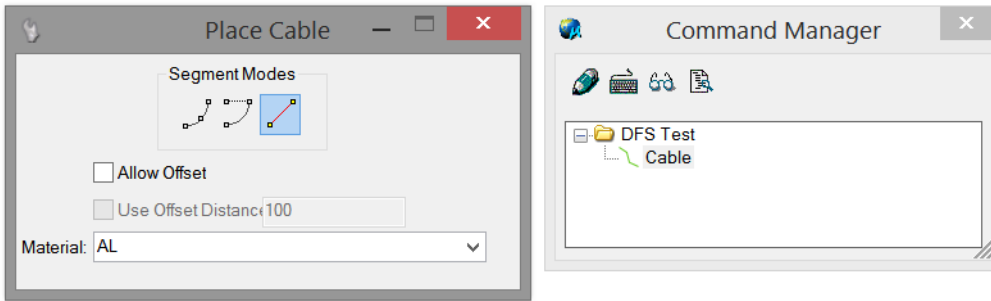 Place Cable
Segment Modes
Allow Offset
Use Offset Distance 100
Material: AL
Command Manager
DFS Test
Cable